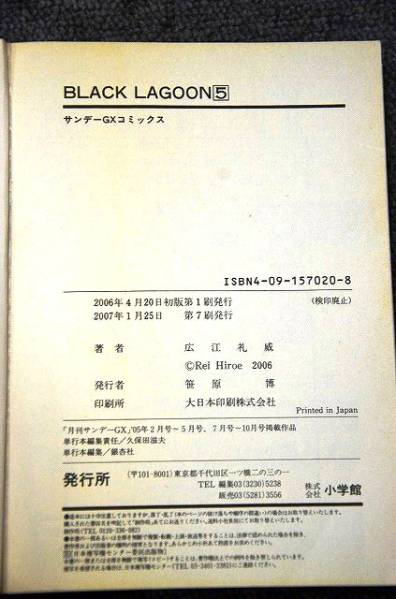 BLACK LAGOON 5
サンデーGXコミックス
ISBN4-09-157020-8
2006年4月20日初版第1刷発行 (検印廃止)
2007年1月25日 第7刷発行
著者 広江礼威
©Rei Hiroe 2006
発行者 笹原博
印刷所 大日本印刷株式会社
Printed in Japan
「月刊サンデーGX」'05年2月号~5月号、7月号~10月号掲載作品
単行本編集責任/久保田滋夫
単行本編集/銀杏社
発行所 (〒101-8001)東京都千代田区一ツ橋二の三の一
TEL 編集03(3230)5238
販売03(5281)3556
株式会社 小学館